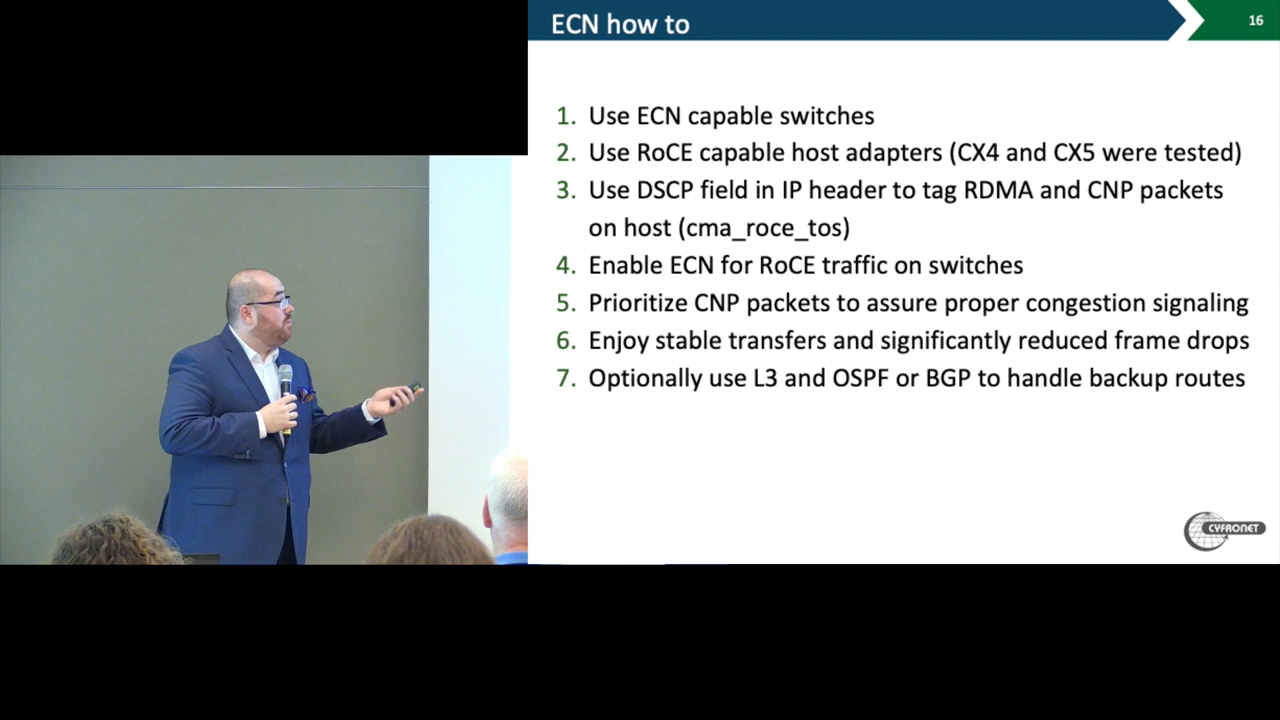 ECN how to
16
1. Use ECN capable switches
2. Use RoCE capable host adapters (CX4 and CX5 were tested)
3. Use DSCP field in IP header to tag RDMA and CNP packets
on host (cma_roce_tos)
4. Enable ECN for RoCE traffic on switches
5. Prioritize CNP packets to assure proper congestion signaling
6. Enjoy stable transfers and significantly reduced frame drops
7. Optionally use L3 and OSPF or BGP to handle backup routes
CYFRONET